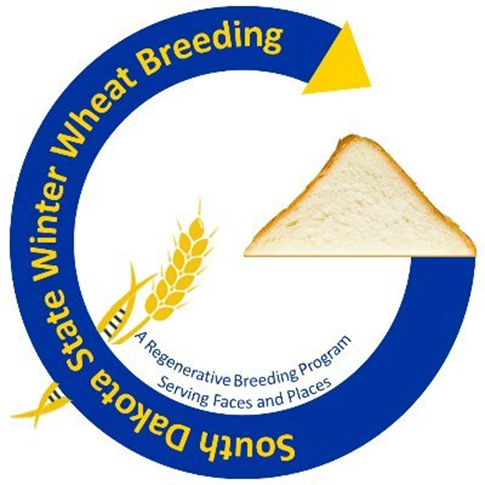 South Dakota State Winter Wheat Breeding
A Regenerative Breeding Program
Serving Faces and Places